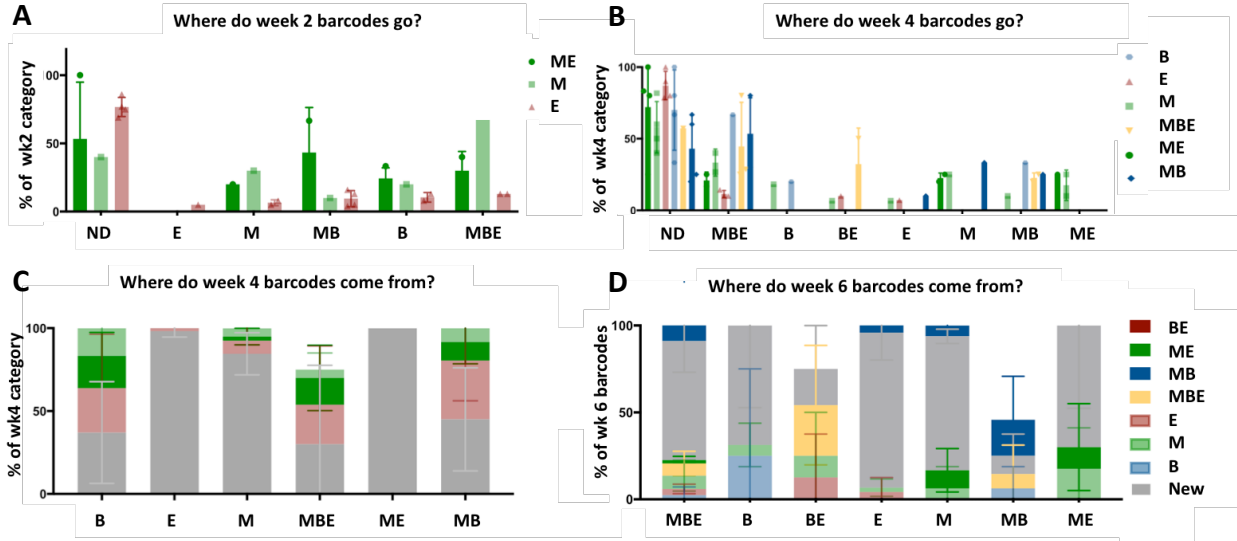 A
Where do week 2 barcodes go?
% of wk2 category
00
50
0
ND E M MB B MBE
ME
M
E
B
Where do week 4 barcodes go?
% of wk4 category
100
50
0
ND MBE B BE E M MB ME
B
E
M
MBE
ME
MB
C
Where do week 4 barcodes come from?
% of wk4 category
100
50
0
B E M MBE ME MB
D
Where do week 6 barcodes come from?
% of wk 6 barcodes
100
50
0
MBE B BE E M MB ME
BE
ME
MB
MBE
E
M
B
New